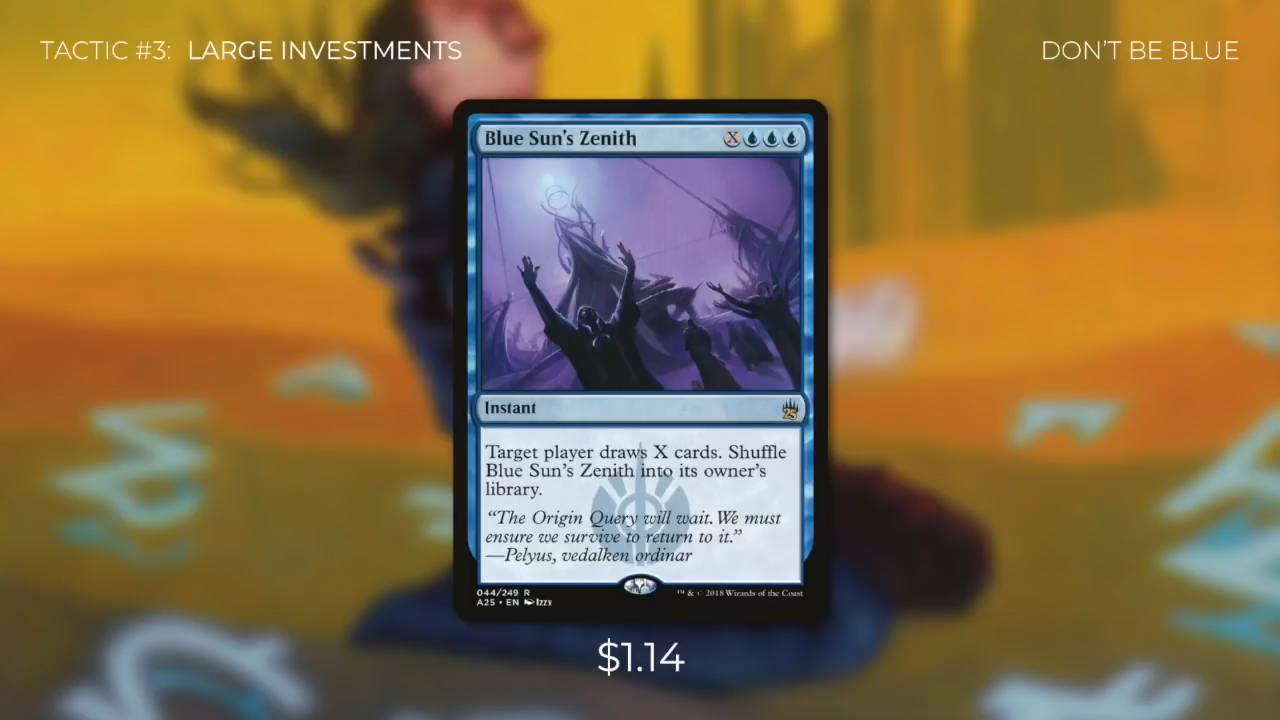 TACTIC #3: LARGE INVESTMENTS
DON'T BE BLUE
Blue Sun's Zenith X
Instant
25
Target player draws X cards. Shuffle
Blue Sun's Zenith into its owner's
library.
"The Origin Query will wait. We must
ensure we survive to return to it."
—Pelyus, vedalken ordinar
044/249 R
A25 • EN Izzy
™ & © 2018 Wizards of the Coast
$1.14